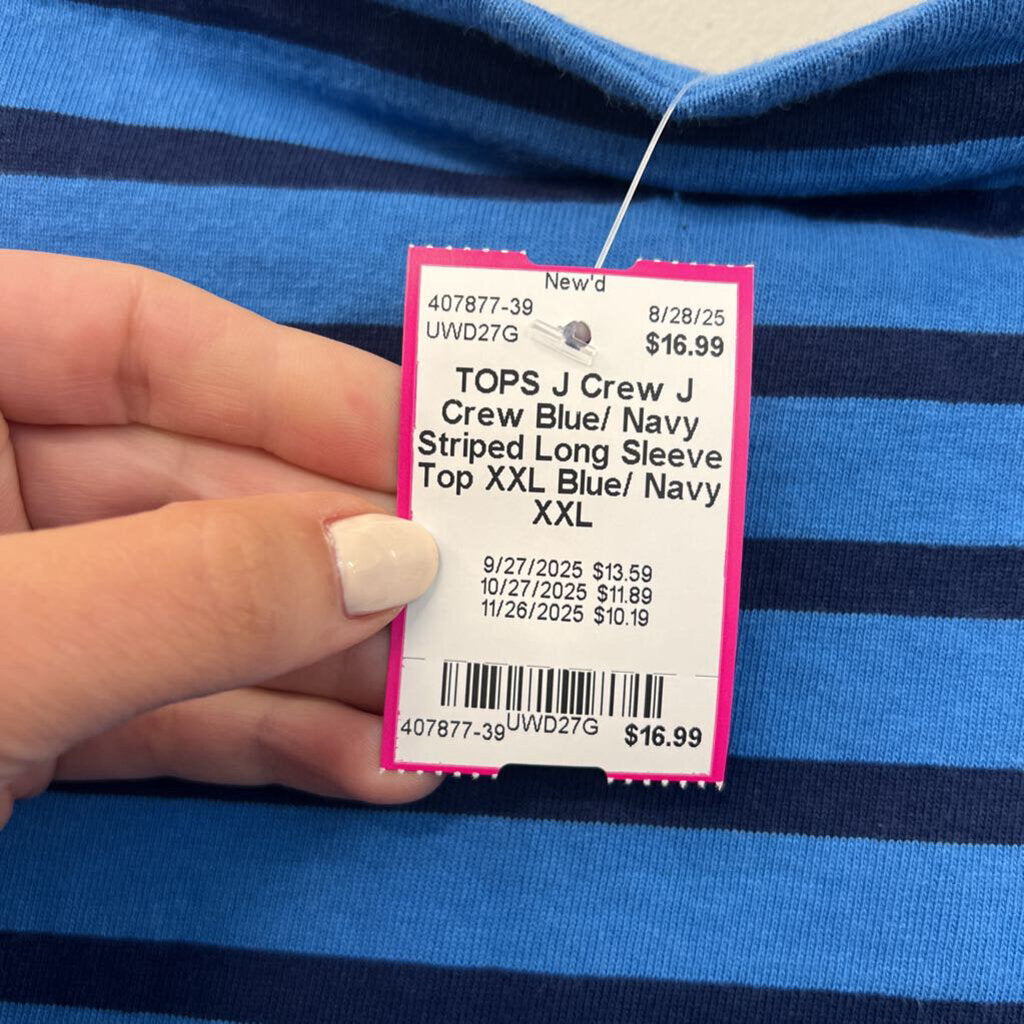 New'd
407877-39 8/28/25
UWD27G $16.99
TOPS J Crew J
Crew Blue/ Navy
Striped Long Sleeve
Top XXL Blue/ Navy
XXL
9/27/2025 $13.59
10/27/2025 $11.89
11/26/2025 $10.19
407877-39 UWD27G $16.99